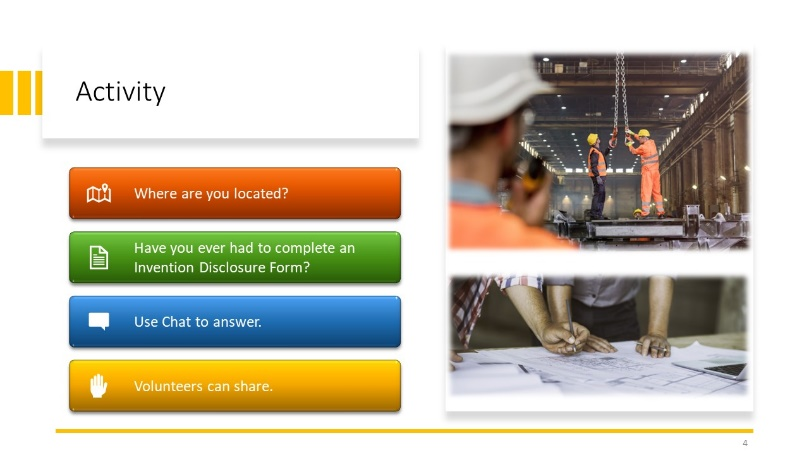 Activity
Where are you located?
Have you ever had to complete an
Invention Disclosure Form?
Use Chat to answer.
Volunteers can share.
4